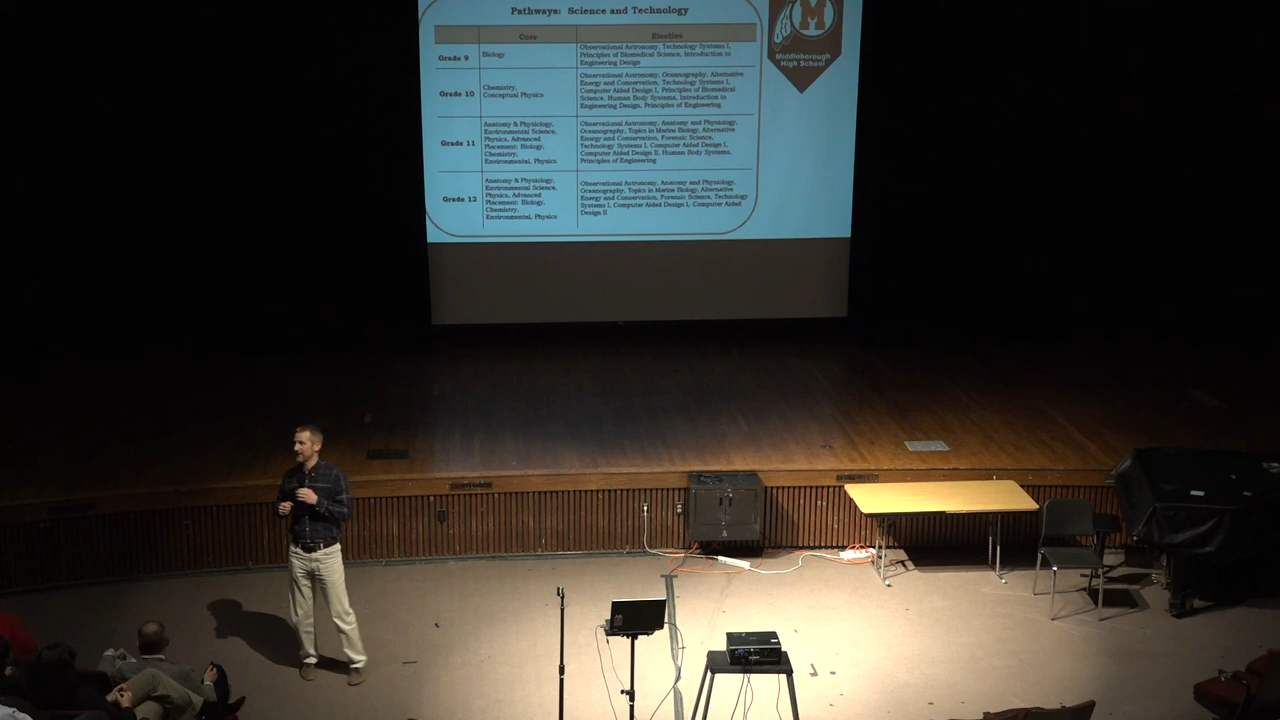 Pathways: Science and Technology
Core
Electies
Grade 9
Biology
Observational Astronomy, Technology Systems I,
Principles of Biomedical Science, Introduction to
Engineering Design
Grade 10
Chemistry,
Conceptual Physics
Observational Astronomy, Oceanography, Alternative
Energy and Conservation, Technology Systems I,
Computer Aided Design I, Principles of Biomedical
Science, Human Body Systems, Introduction to
Engineering Design, Principles of Engineering
Grade 11
Anatomy & Physiology,
Environmental Science,
Physics, Advanced
Placement: Biology,
Chemistry,
Environmental, Physics
Observational Astronomy, Anatomy and Physiology,
Oceanography, Topics in Marine Biology, Alternative
Energy and Conservation, Forensic Science,
Technology Systems I, Computer Aided Design I,
Computer Aided Design II, Human Body Systems,
Principles of Engineering
Grade 12
Anatomy & Physiology,
Environmental Science,
Physics, Advanced
Placement: Biology,
Chemistry,
Environmental, Physics
Observational Astronomy, Anatomy and Physiology,
Oceanography, Topics in Marine Biology, Alternative
Energy and Conservation, Forensic Science, Technology
Systems I, Computer Aided Design I, Computer Aided
Design II
M
Middleborough
High School